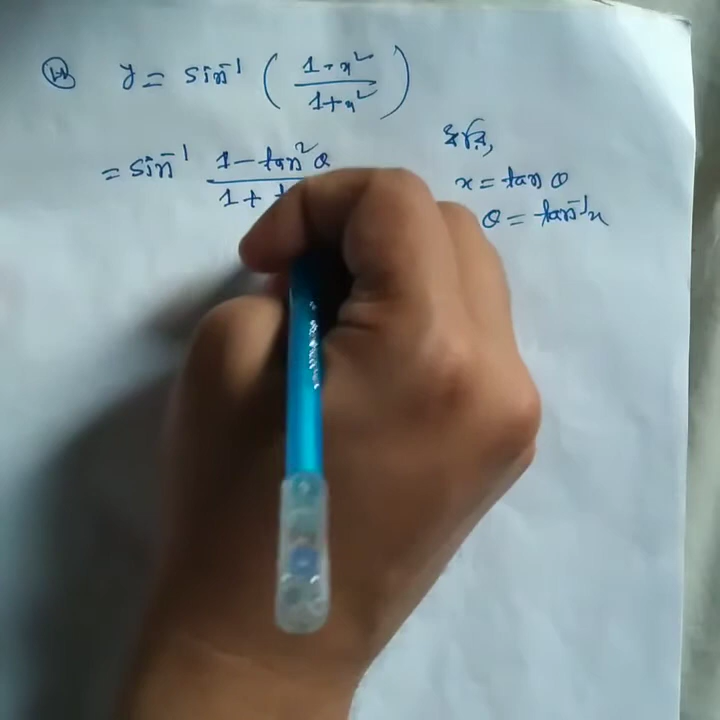 y = sin⁻¹ ( (1-x²) / (1+x²) )
= sin⁻¹ (1 - tan²θ) / (1 +
ধরি,
x = tan θ
θ = tan⁻¹x